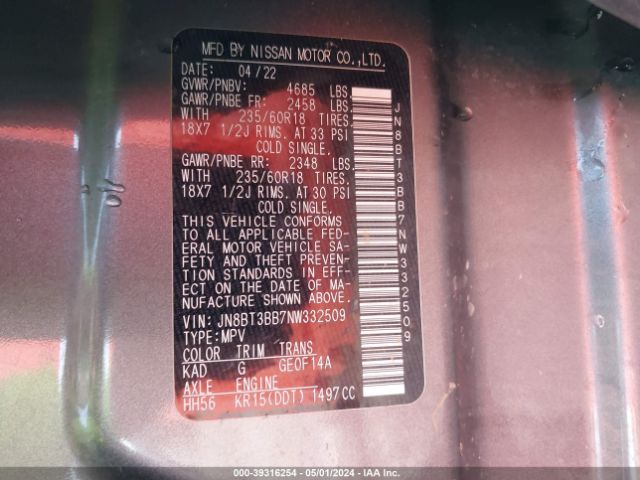 MFD BY NISSAN MOTOR CO.,LTD.
DATE: 04/22
GVWR/PNBV: 4685 LBS.
GAWR/PNBE FR: 2458 LBS.
WITH 235/60R18 TIRES.
18X7 1/2J RIMS. AT 33 PSI
COLD SINGLE.
GAWR/PNBE RR: 2348 LBS.
WITH 235/60R18 TIRES.
18X7 1/2J RIMS. AT 30 PSI
COLD SINGLE.
THIS VEHICLE CONFORMS
TO ALL APPLICABLE FED-
ERAL MOTOR VEHICLE SA-
FETY AND THEFT PREVEN-
TION STANDARDS IN EFF-
ECT ON THE DATE OF MA-
NUFACTURE SHOWN ABOVE.
VIN: JN8BT3BB7NW332509
TYPE:MPV
COLOR TRIM TRANS
KAD G GEOF14A
AXLE ENGINE
HH56 KR15(DDT) 1497CC
JN8BT3BB7NW332509
000-39316254 - 05/01/2024 - IAA Inc.